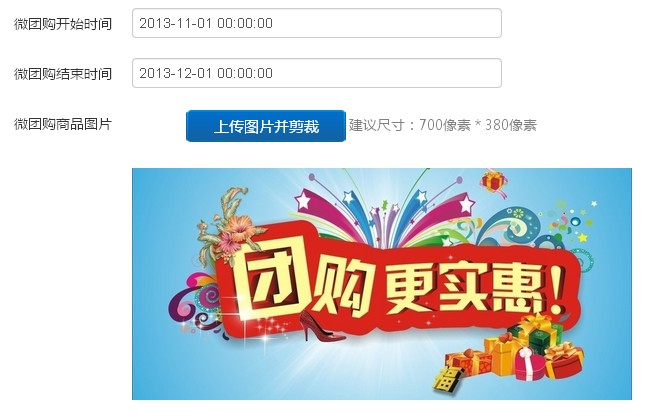 微团购开始时间 2013-11-01 00:00:00
微团购结束时间 2013-12-01 00:00:00
微团购商品图片 上传图片并剪裁 建议尺寸：700像素 * 380像素
团购更实惠！
福